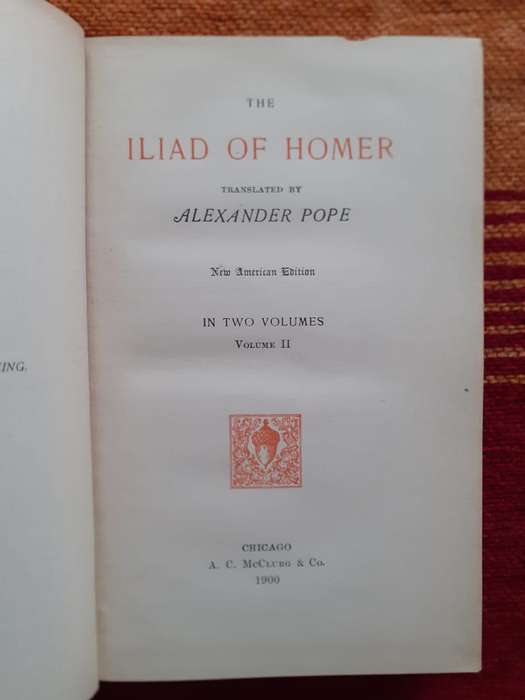 THE
ILIAD OF HOMER
TRANSLATED BY
ALEXANDER POPE
New American Edition
IN TWO VOLUMES
VOLUME II
CHICAGO
A. C. MCCLURG & CO.
1900